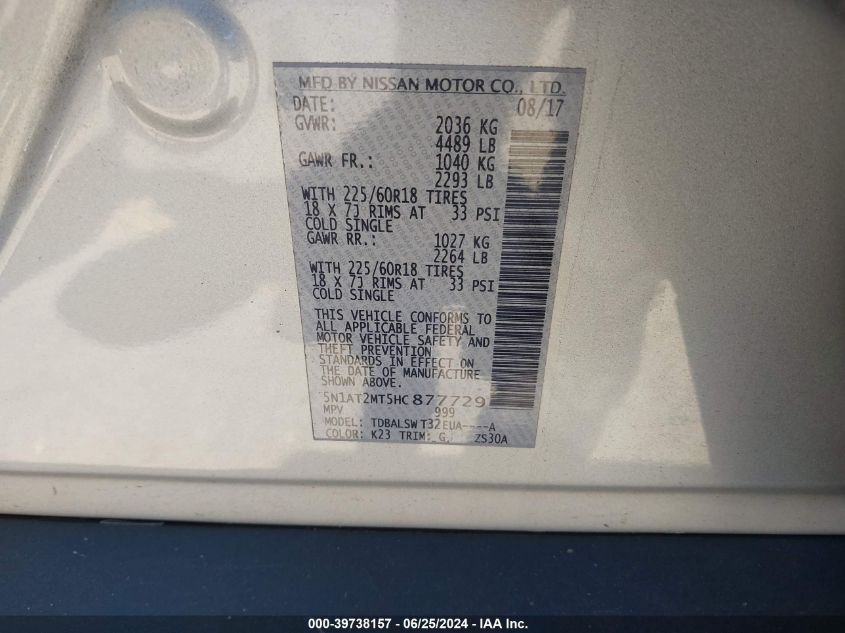 MFD BY NISSAN MOTOR CO., LTD.
DATE: 08/17
GVWR: 2036 KG
4489 LB
GAWR FR.: 1040 KG
2293 LB
WITH 225/60R18 TIRES
18 X 7J RIMS AT 33 PSI
COLD SINGLE
GAWR RR.: 1027 KG
2264 LB
WITH 225/60R18 TIRES
18 X 7J RIMS AT 33 PSI
COLD SINGLE
THIS VEHICLE CONFORMS TO
ALL APPLICABLE FEDERAL
MOTOR VEHICLE SAFETY AND
THEFT PREVENTION
STANDARDS IN EFFECT ON
THE DATE OF MANUFACTURE
SHOWN ABOVE.
5N1AT2MT5HC877729
MPV 999
MODEL: TDBALSWT32EUA----A
COLOR: K23 TRIM: G, ZS30A
000-39738157 - 06/25/2024 - IAA Inc.